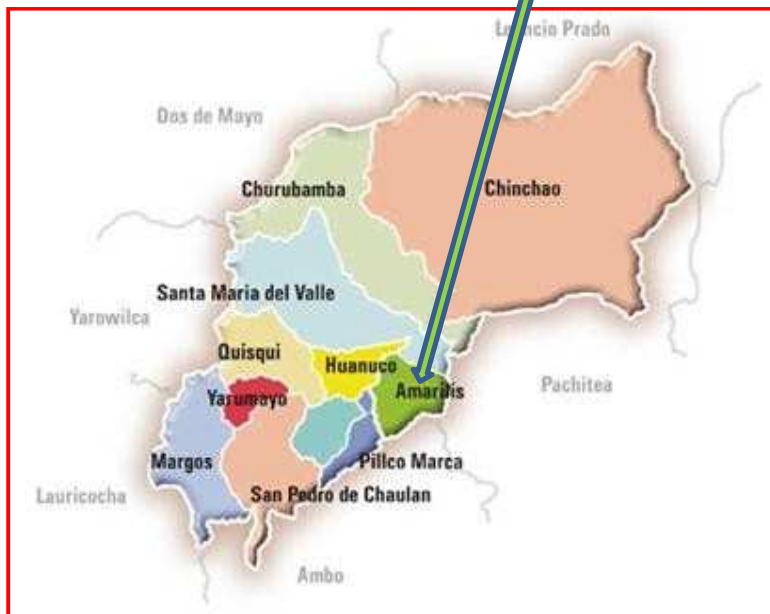 Prado
Dos de Mayo
Churubamba
Chinchao
Santa Maria del Valle
Yarowilca
Quisqui
Huanuco
Pachitea
Yarumayo
Amarilis
Margos
Pillco Marca
Lauricocha
San Pedro de Chaulan
Ambo